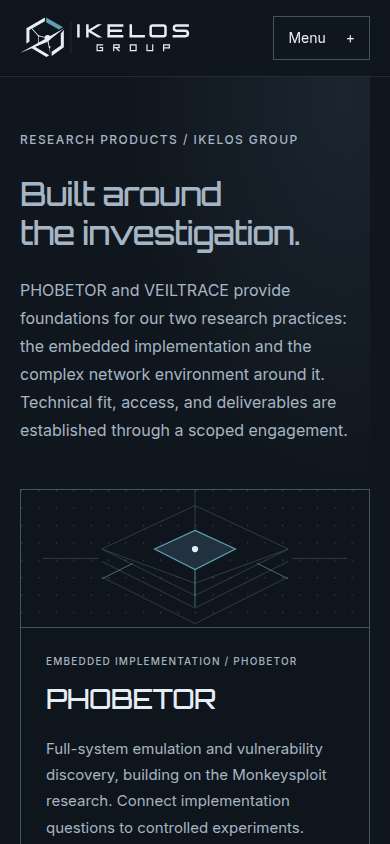 IKELOS
GROUP
Menu +
RESEARCH PRODUCTS / IKELOS GROUP
Built around
the investigation.
PHOBETOR and VEILTRACE provide
foundations for our two research practices:
the embedded implementation and the
complex network environment around it.
Technical fit, access, and deliverables are
established through a scoped engagement.
EMBEDDED IMPLEMENTATION / PHOBETOR
PHOBETOR
Full-system emulation and vulnerability
discovery, building on the Monkeysploit
research. Connect implementation
questions to controlled experiments.